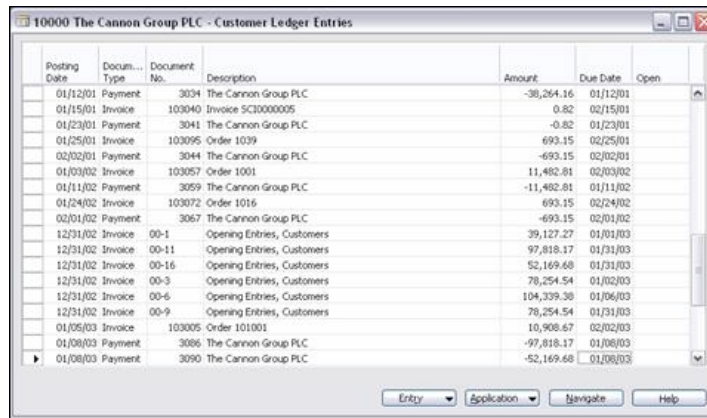 10000 The Cannon Group PLC - Customer Ledger Entries
Posting Date Docum... Type Document No. Description Amount Due Date Open
01/12/01 Payment 3034 The Cannon Group PLC -38,264.16 01/12/01
01/15/01 Invoice 103040 Invoice SCI0000005 0.82 02/15/01
01/23/01 Payment 3041 The Cannon Group PLC -0.82 01/23/01
01/25/01 Invoice 103095 Order 1039 693.15 02/25/01
02/02/01 Payment 3044 The Cannon Group PLC -693.15 02/02/01
01/03/02 Invoice 103057 Order 1001 11,482.81 02/03/02
01/11/02 Payment 3059 The Cannon Group PLC -11,482.81 01/11/02
01/24/02 Invoice 103072 Order 1016 693.15 02/24/02
02/01/02 Payment 3067 The Cannon Group PLC -693.15 02/01/02
12/31/02 Invoice 00-1 Opening Entries, Customers 39,127.27 01/01/03
12/31/02 Invoice 00-11 Opening Entries, Customers 97,818.17 01/31/03
12/31/02 Invoice 00-16 Opening Entries, Customers 52,169.68 01/31/03
12/31/02 Invoice 00-3 Opening Entries, Customers 78,254.54 01/02/03
12/31/02 Invoice 00-6 Opening Entries, Customers 104,339.38 01/06/03
12/31/02 Invoice 00-9 Opening Entries, Customers 78,254.54 01/31/03
01/05/03 Invoice 103005 Order 101001 10,908.67 02/02/03
01/08/03 Payment 3086 The Cannon Group PLC -97,818.17 01/08/03
01/08/03 Payment 3090 The Cannon Group PLC -52,169.68 01/08/03
Entry Application Navigate Help